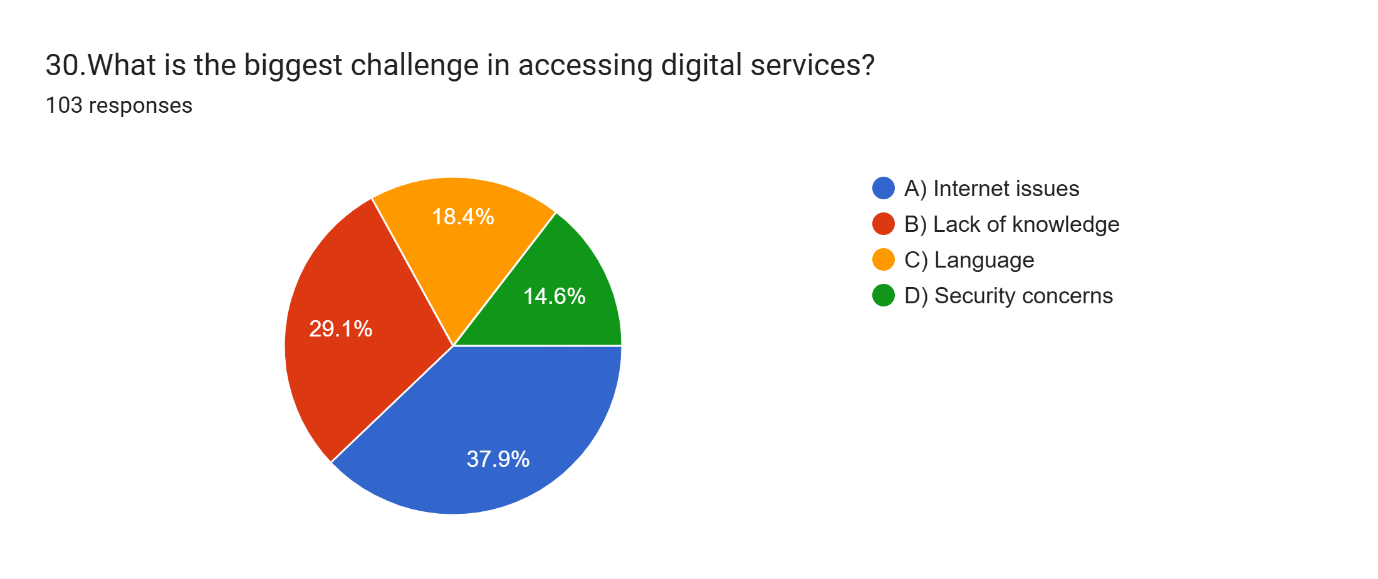 30.What is the biggest challenge in accessing digital services?
103 responses
A) Internet issues
B) Lack of knowledge
C) Language
D) Security concerns
18.4%
14.6%
29.1%
37.9%